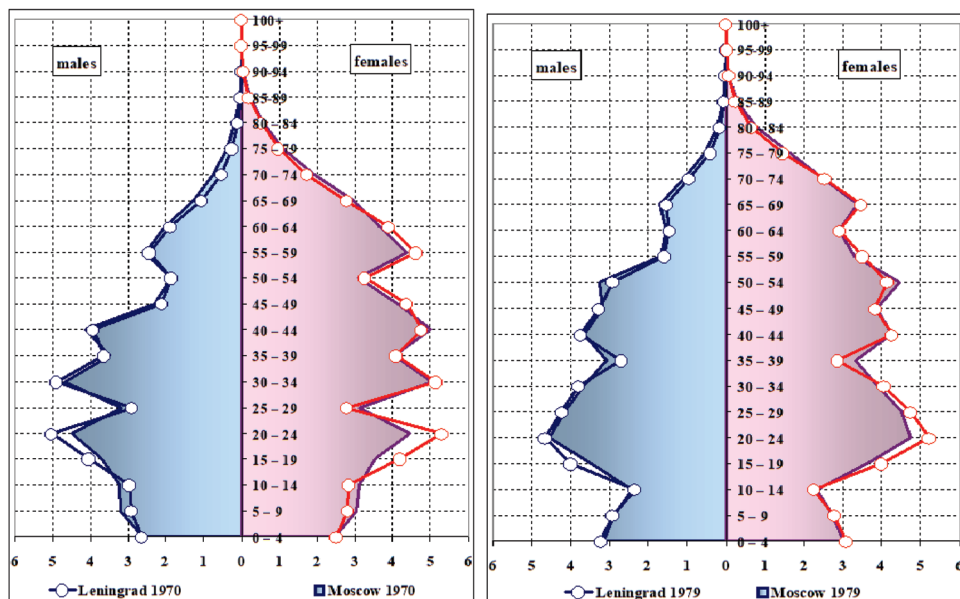 100+
95-99
males
females
90-94
85-89
80 – 84
75 – 79
70 – 74
65 – 69
60 – 64
55 – 59
50 – 54
45 – 49
40 – 44
35 – 39
30 – 34
25 – 29
20 – 24
15 – 19
10 – 14
5 – 9
0 – 4
6 5 4 3 2 1 0 1 2 3 4 5 6
Leningrad 1970 Moscow 1970
100+
95-99
males
females
90-94
85-89
80 – 84
75 – 79
70 – 74
65 – 69
60 – 64
55 – 59
50 – 54
45 – 49
40 – 44
35 – 39
30 – 34
25 – 29
20 – 24
15 – 19
10 – 14
5 – 9
0 – 4
6 5 4 3 2 1 0 1 2 3 4 5 6
Leningrad 1979 Moscow 1979